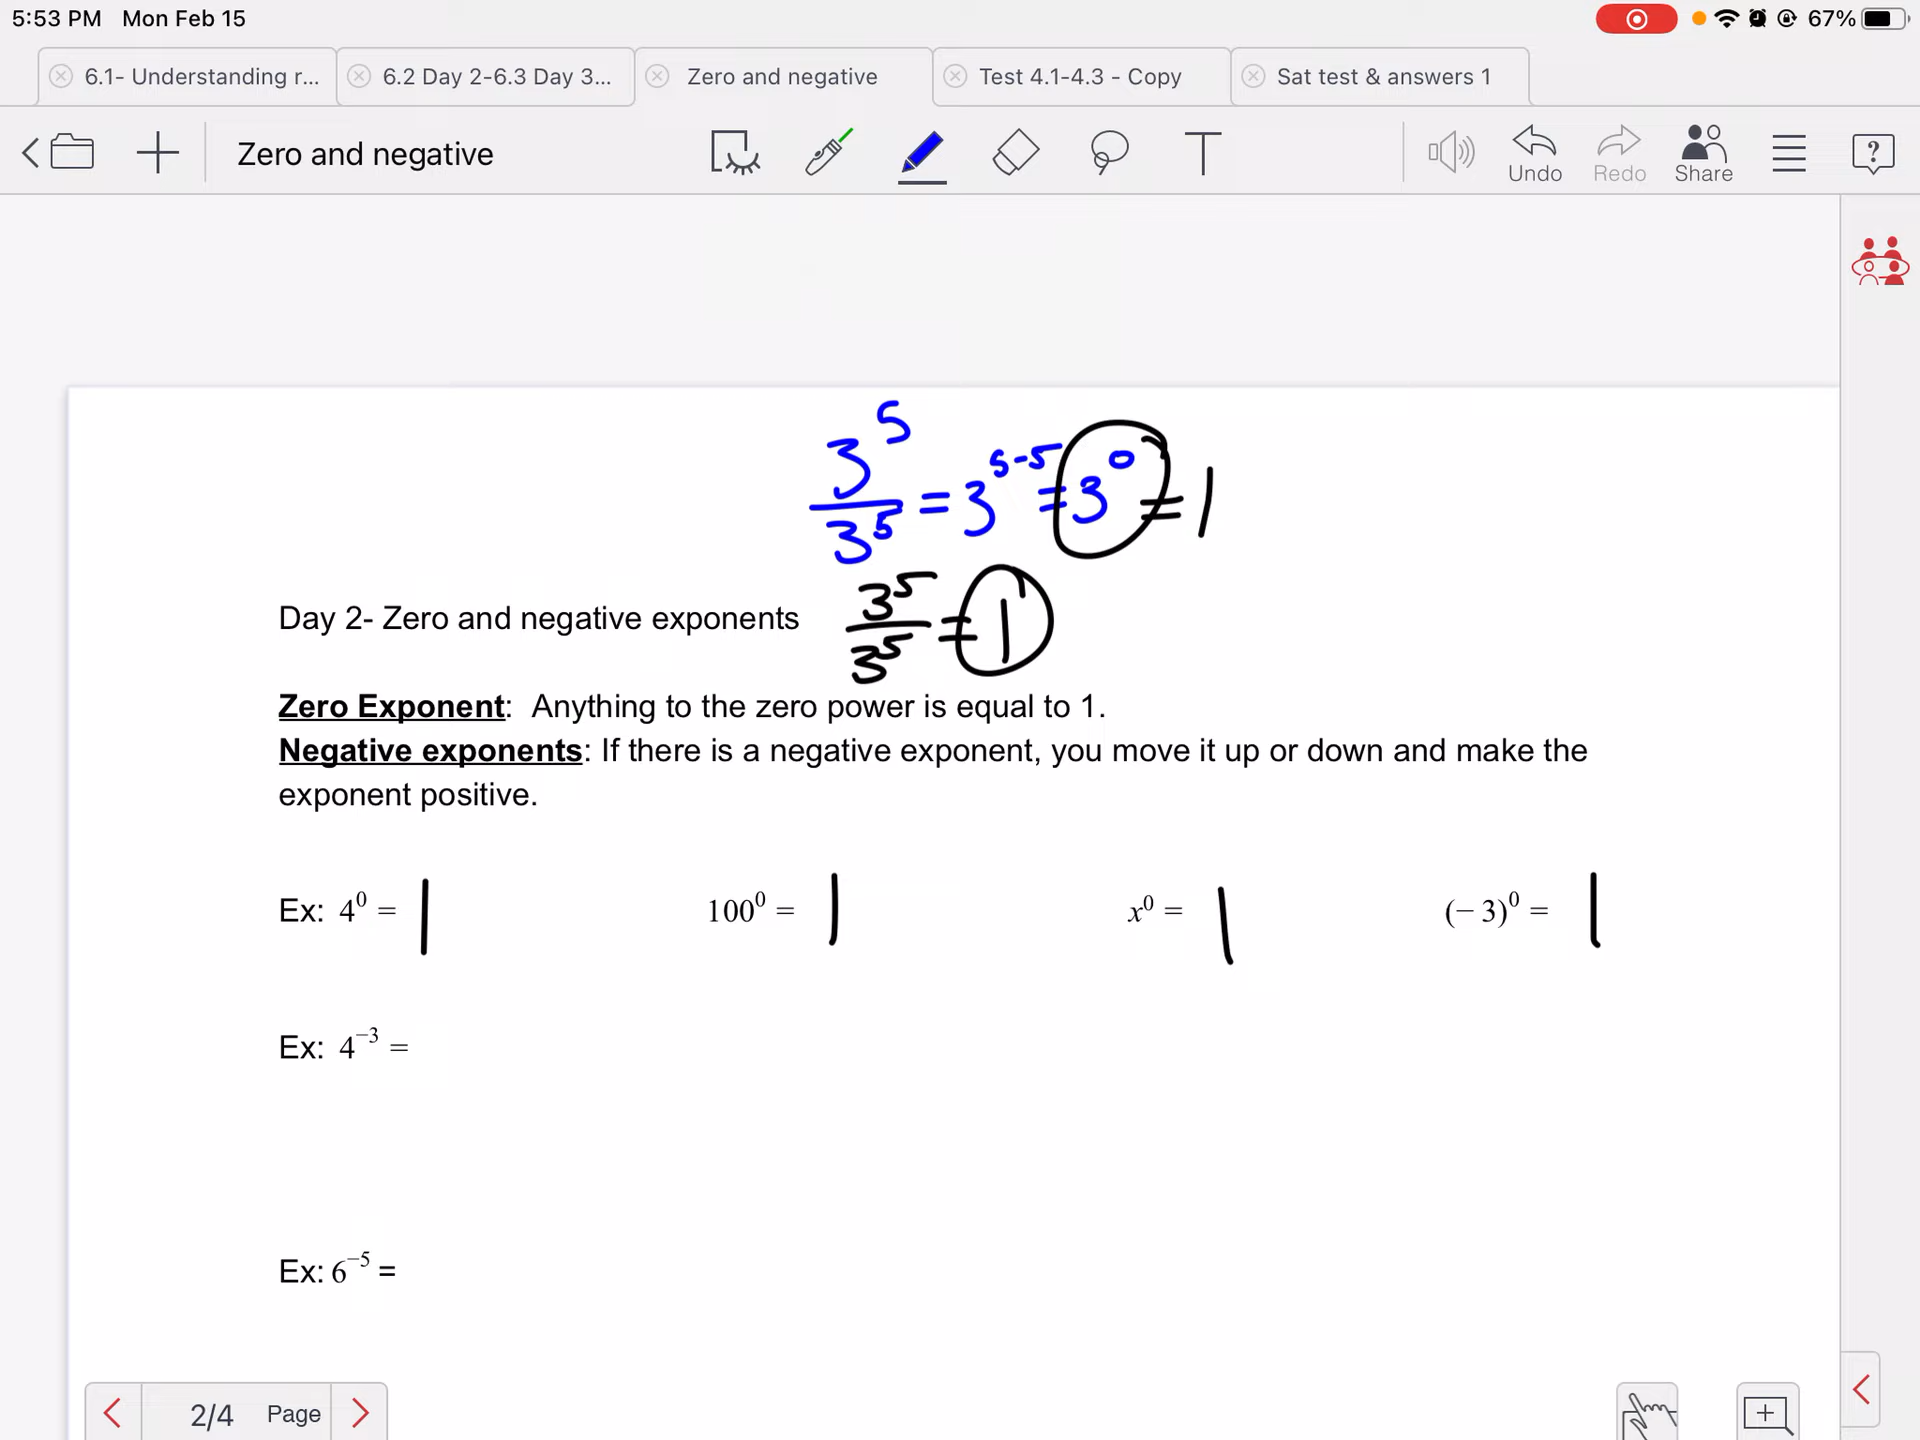 5:53 PM Mon Feb 15 67%
6.1- Understanding r... 6.2 Day 2-6.3 Day 3... Zero and negative Test 4.1-4.3 - Copy Sat test & answers 1
Zero and negative T Undo Redo Share ?
3^5/3^5 = 3^(5-5) = 3^0 = 1
Day 2- Zero and negative exponents 3^5/3^5 = 1
Zero Exponent: Anything to the zero power is equal to 1.
Negative exponents: If there is a negative exponent, you move it up or down and make the
exponent positive.
Ex: 4⁰ = 1 100⁰ = 1 x⁰ = 1 (− 3)⁰ = 1
Ex: 4⁻³ =
Ex: 6⁻⁵ =
2/4 Page